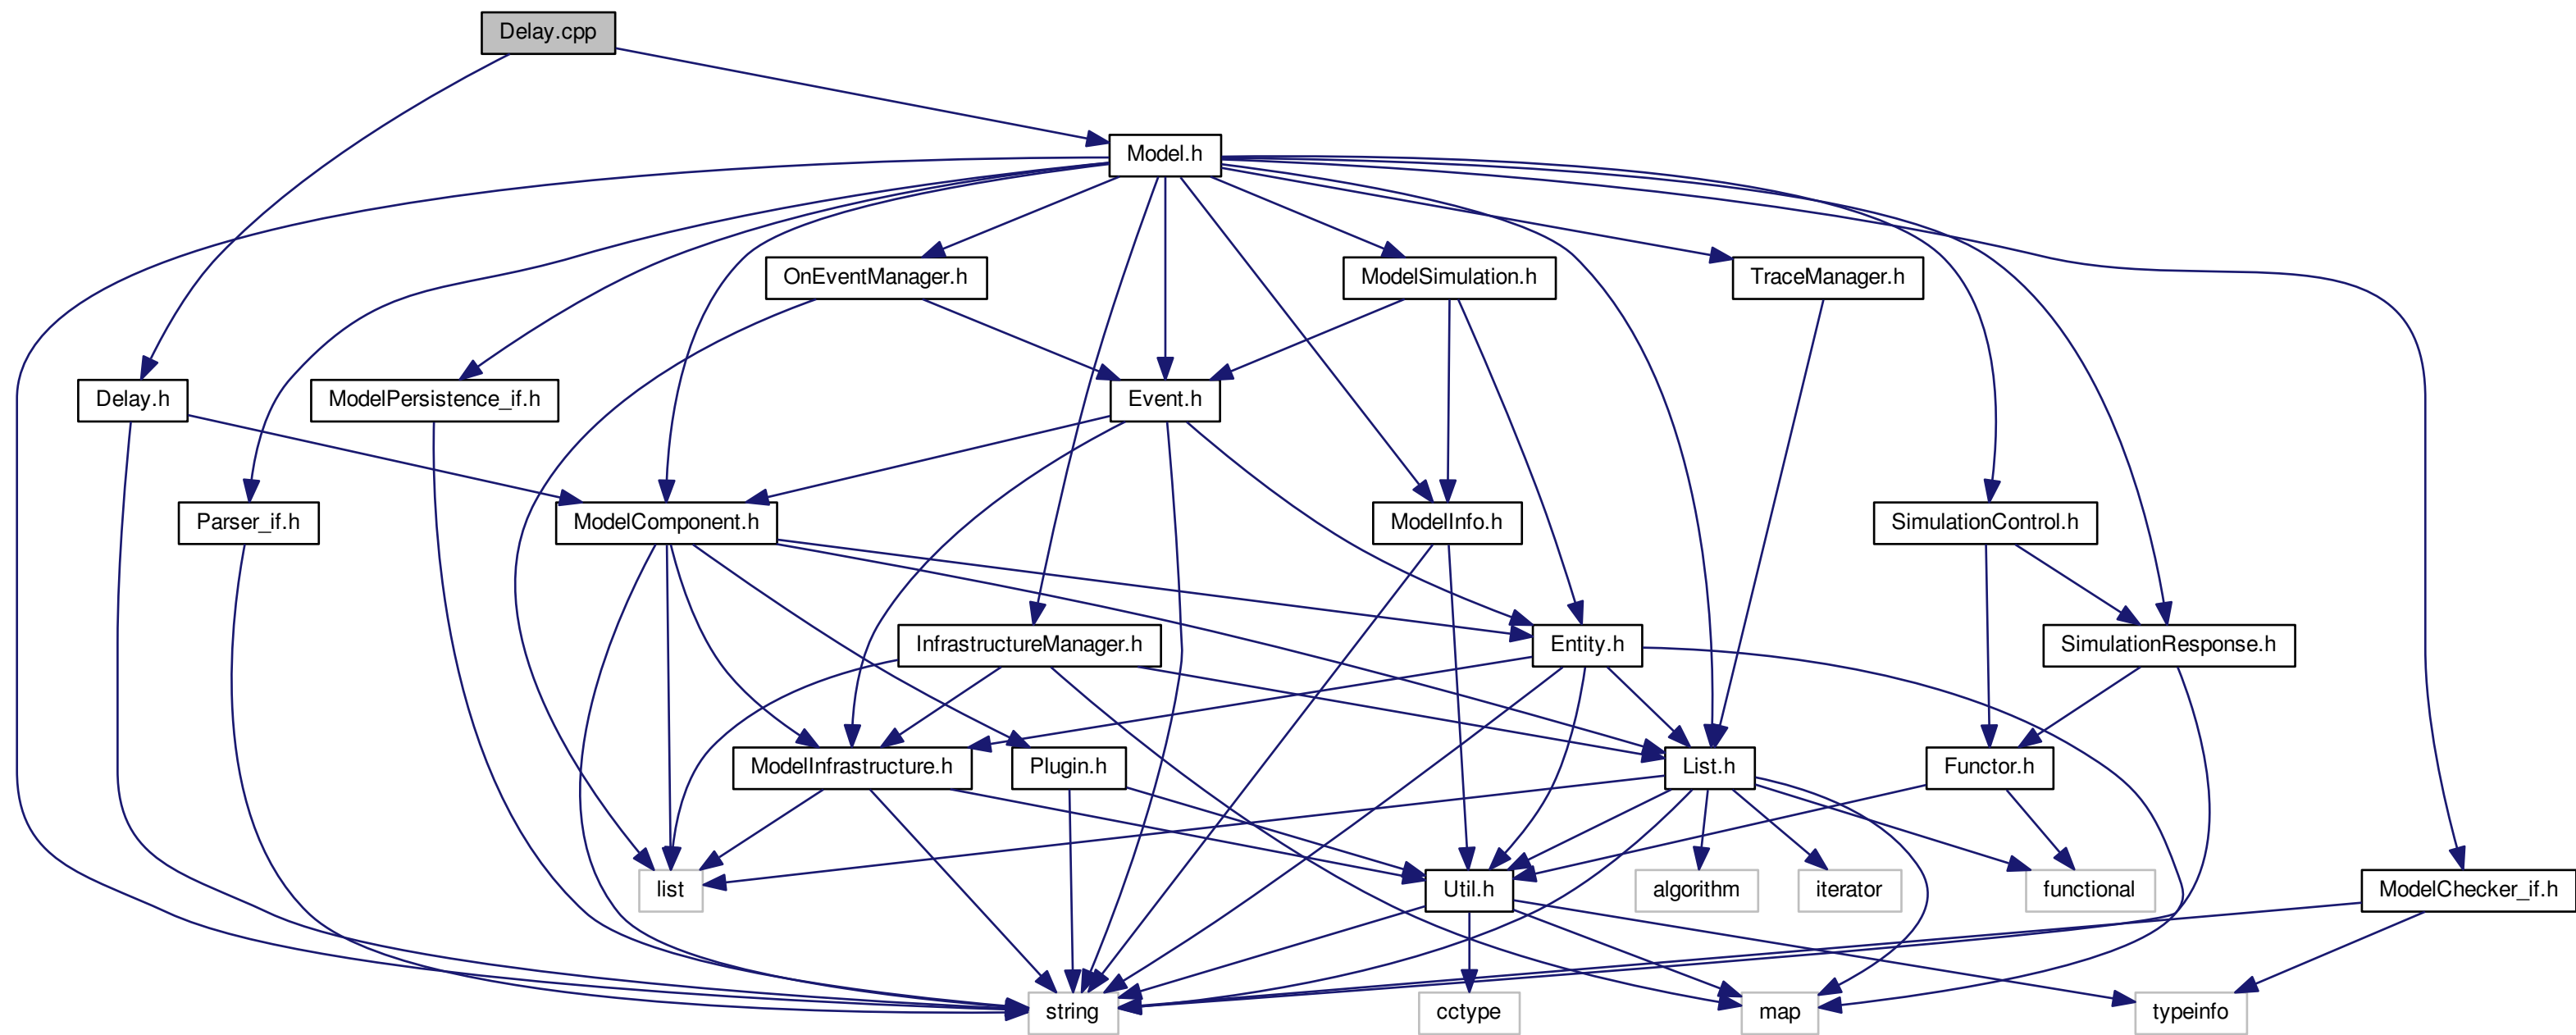 Delay.cpp
Model.h
OnEventManager.h
ModelSimulation.h
TraceManager.h
Delay.h
ModelPersistence_if.h
Event.h
Parser_if.h
ModelComponent.h
ModelInfo.h
SimulationControl.h
InfrastructureManager.h
Entity.h
SimulationResponse.h
ModelInfrastructure.h
Plugin.h
List.h
Functor.h
list
Util.h
algorithm
iterator
functional
ModelChecker_if.h
string
cctype
map
typeinfo